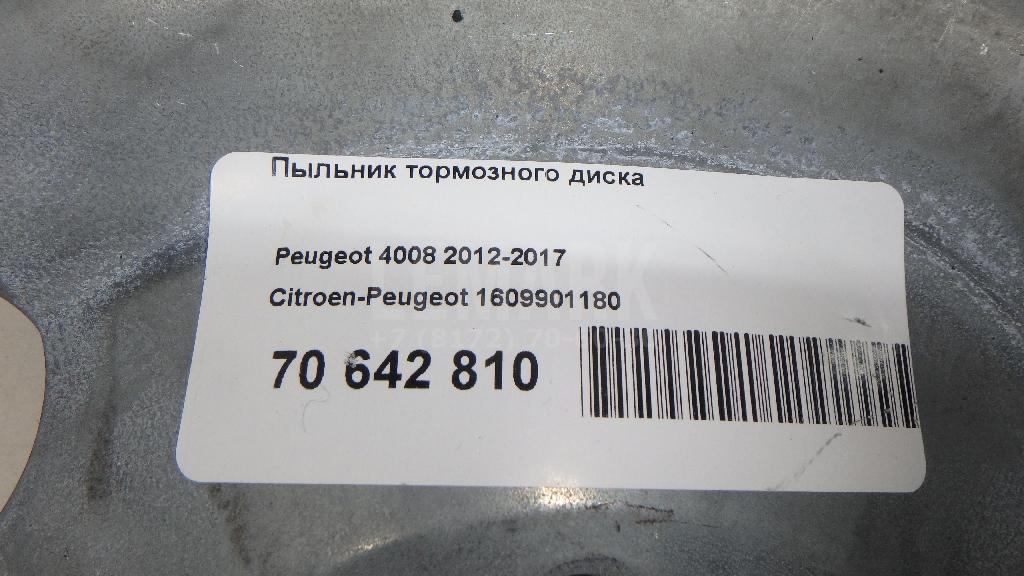 Пыльник тормозного диска
Peugeot 4008 2012-2017
Citroen-Peugeot 1609901180
70 642 810